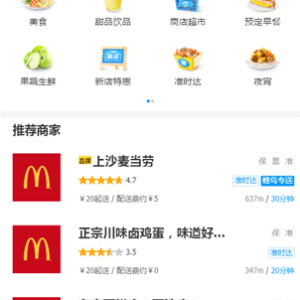 美食 甜品饮品 商店超市 预定早餐
果蔬生鲜 新店特惠 准时达 夜宵
推荐商家
品牌 上沙麦当劳 保 票 准
4.7 准时达 蜂鸟专送
¥20起送 / 配送费约¥5 637m / 30分钟
正宗川味卤鸡蛋，味道好... 保 准
3.5 准时达
¥20起送 / 配送费约¥0 347m / 20分钟